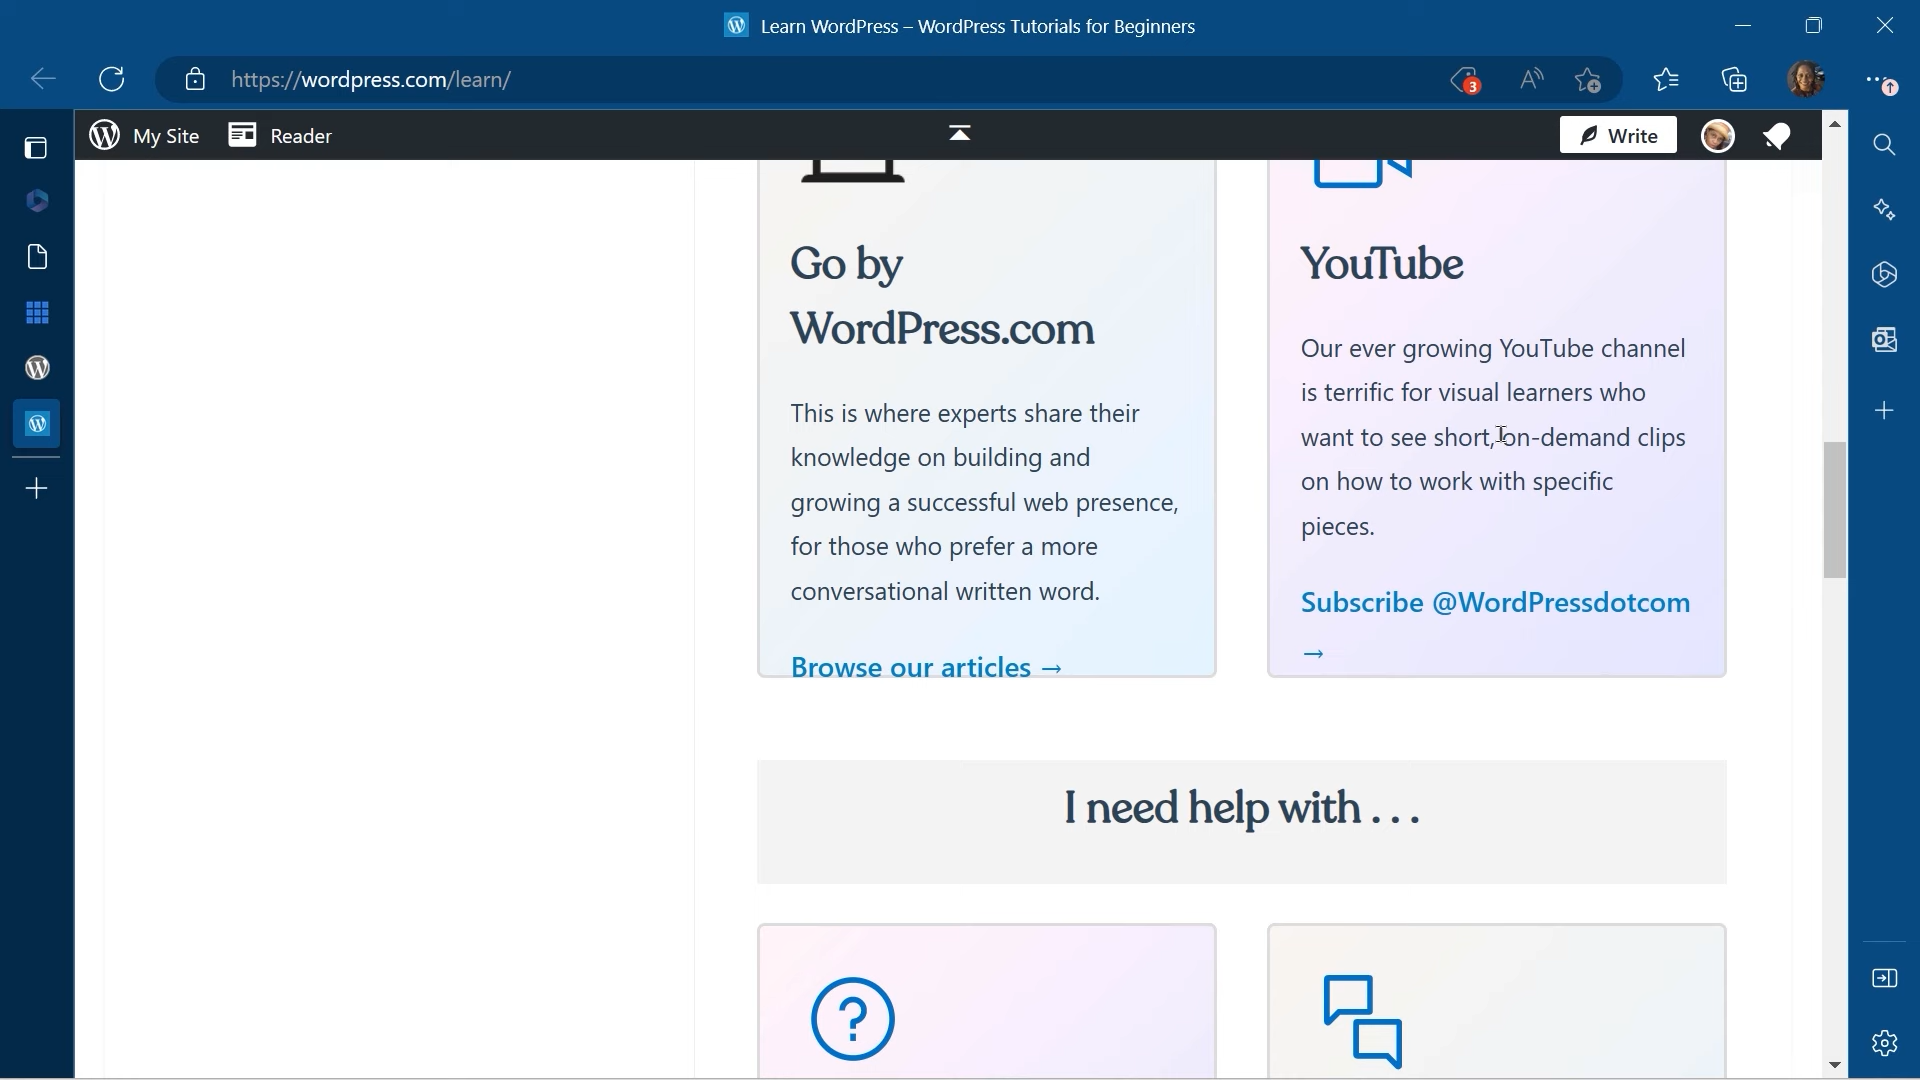 Learn WordPress – WordPress Tutorials for Beginners
https://wordpress.com/learn/
3
My Site
Reader
Write
Go by
WordPress.com
This is where experts share their
knowledge on building and
growing a successful web presence,
for those who prefer a more
conversational written word.
Browse our articles →
YouTube
Our ever growing YouTube channel
is terrific for visual learners who
want to see short, on-demand clips
on how to work with specific
pieces.
Subscribe @WordPressdotcom
→
I need help with . . .